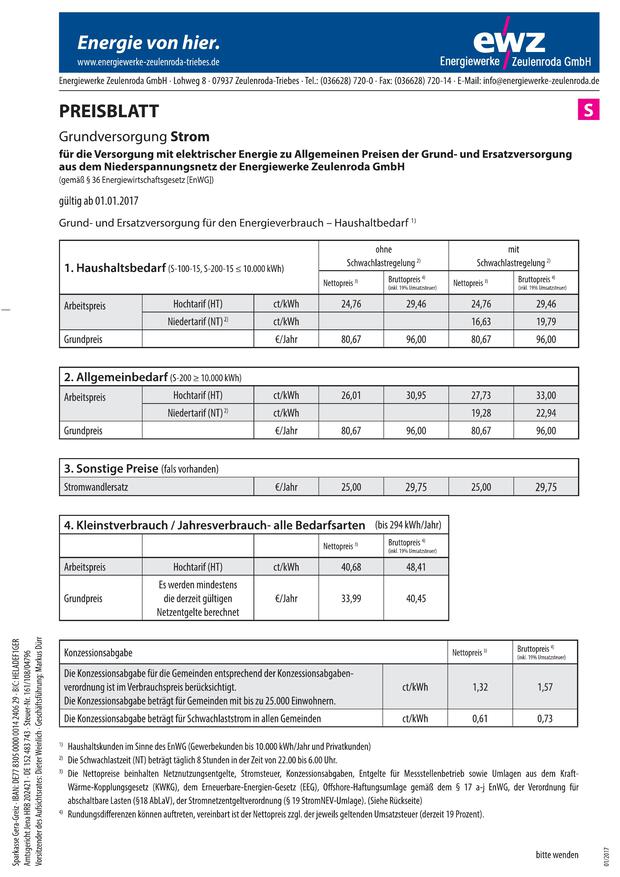 Energie von hier.
www.energiewerke-zeulenroda-triebes.de
ewz
Energiewerke Zeulenroda GmbH
Energiewerke Zeulenroda GmbH · Lohweg 8 · 07937 Zeulenroda-Triebes · Tel.: (036628) 720-0 · Fax: (036628) 720-14 · E-Mail: info@energiewerke-zeulenroda.de
PREISBLATT
S
Grundversorgung Strom
für die Versorgung mit elektrischer Energie zu Allgemeinen Preisen der Grund- und Ersatzversorgung
aus dem Niederspannungsnetz der Energiewerke Zeulenroda GmbH
(gemäß § 36 Energiewirtschaftsgesetz [EnWG])
gültig ab 01.01.2017
Grund- und Ersatzversorgung für den Energieverbrauch – Haushaltbedarf 1)
1. Haushaltsbedarf (S-100-15, S-200-15 ≤ 10.000 kWh)
ohne Schwachlastregelung 2)
mit Schwachlastregelung 2)
Nettopreis 3) Bruttopreis 4) (inkl. 19% Umsatzsteuer) Nettopreis 3) Bruttopreis 4) (inkl. 19% Umsatzsteuer)
Arbeitspreis Hochtarif (HT) ct/kWh 24,76 29,46 24,76 29,46
Niedertarif (NT) 2) ct/kWh 16,63 19,79
Grundpreis €/Jahr 80,67 96,00 80,67 96,00
2. Allgemeinbedarf (S-200 ≥ 10.000 kWh)
Arbeitspreis Hochtarif (HT) ct/kWh 26,01 30,95 27,73 33,00
Niedertarif (NT) 2) ct/kWh 19,28 22,94
Grundpreis €/Jahr 80,67 96,00 80,67 96,00
3. Sonstige Preise (fals vorhanden)
Stromwandlersatz €/Jahr 25,00 29,75 25,00 29,75
4. Kleinstverbrauch / Jahresverbrauch- alle Bedarfsarten (bis 294 kWh/Jahr)
Nettopreis 3) Bruttopreis 4) (inkl. 19% Umsatzsteuer)
Arbeitspreis Hochtarif (HT) ct/kWh 40,68 48,41
Grundpreis Es werden mindestens die derzeit gültigen Netzentgelte berechnet €/Jahr 33,99 40,45
Konzessionsabgabe Nettopreis 3) Bruttopreis 4) (inkl. 19% Umsatzsteuer)
Die Konzessionsabgabe für die Gemeinden entsprechend der Konzessionsabgaben-
verordnung ist im Verbrauchspreis berücksichtigt. ct/kWh 1,32 1,57
Die Konzessionsabgabe beträgt für Gemeinden mit bis zu 25.000 Einwohnern.
Die Konzessionsabgabe beträgt für Schwachlaststrom in allen Gemeinden ct/kWh 0,61 0,73
1) Haushaltskunden im Sinne des EnWG (Gewerbekunden bis 10.000 kWh/Jahr und Privatkunden)
2) Die Schwachlastzeit (NT) beträgt täglich 8 Stunden in der Zeit von 22.00 bis 6.00 Uhr.
3) Die Nettopreise beinhalten Netznutzungsentgelte, Stromsteuer, Konzessionsabgaben, Entgelte für Messstellenbetrieb sowie Umlagen aus dem Kraft-
Wärme-Kopplungsgesetz (KWKG), dem Erneuerbare-Energien-Gesetz (EEG), Offshore-Haftungsumlage gemäß dem § 17 a-j EnWG, der Verordnung für
abschaltbare Lasten (§18 AbLaV), der Stromnetzentgeltverordnung (§ 19 StromNEV-Umlage). (Siehe Rückseite)
4) Rundungsdifferenzen können auftreten, vereinbart ist der Nettopreis zzgl. der jeweils geltenden Umsatzsteuer (derzeit 19 Prozent).
bitte wenden
01/2017
Sparkasse Gera-Greiz · IBAN: DE77 8305 0000 0014 2406 29 · BIC: HELADEF1GER
Amtsgericht Jena HRB 202421 · DE 152 483 743 · Steuer-Nr. 161/108/04796
Vorsitzender des Aufsichtsrates: Dieter Weinlich · Geschäftsführung: Markus Dürr